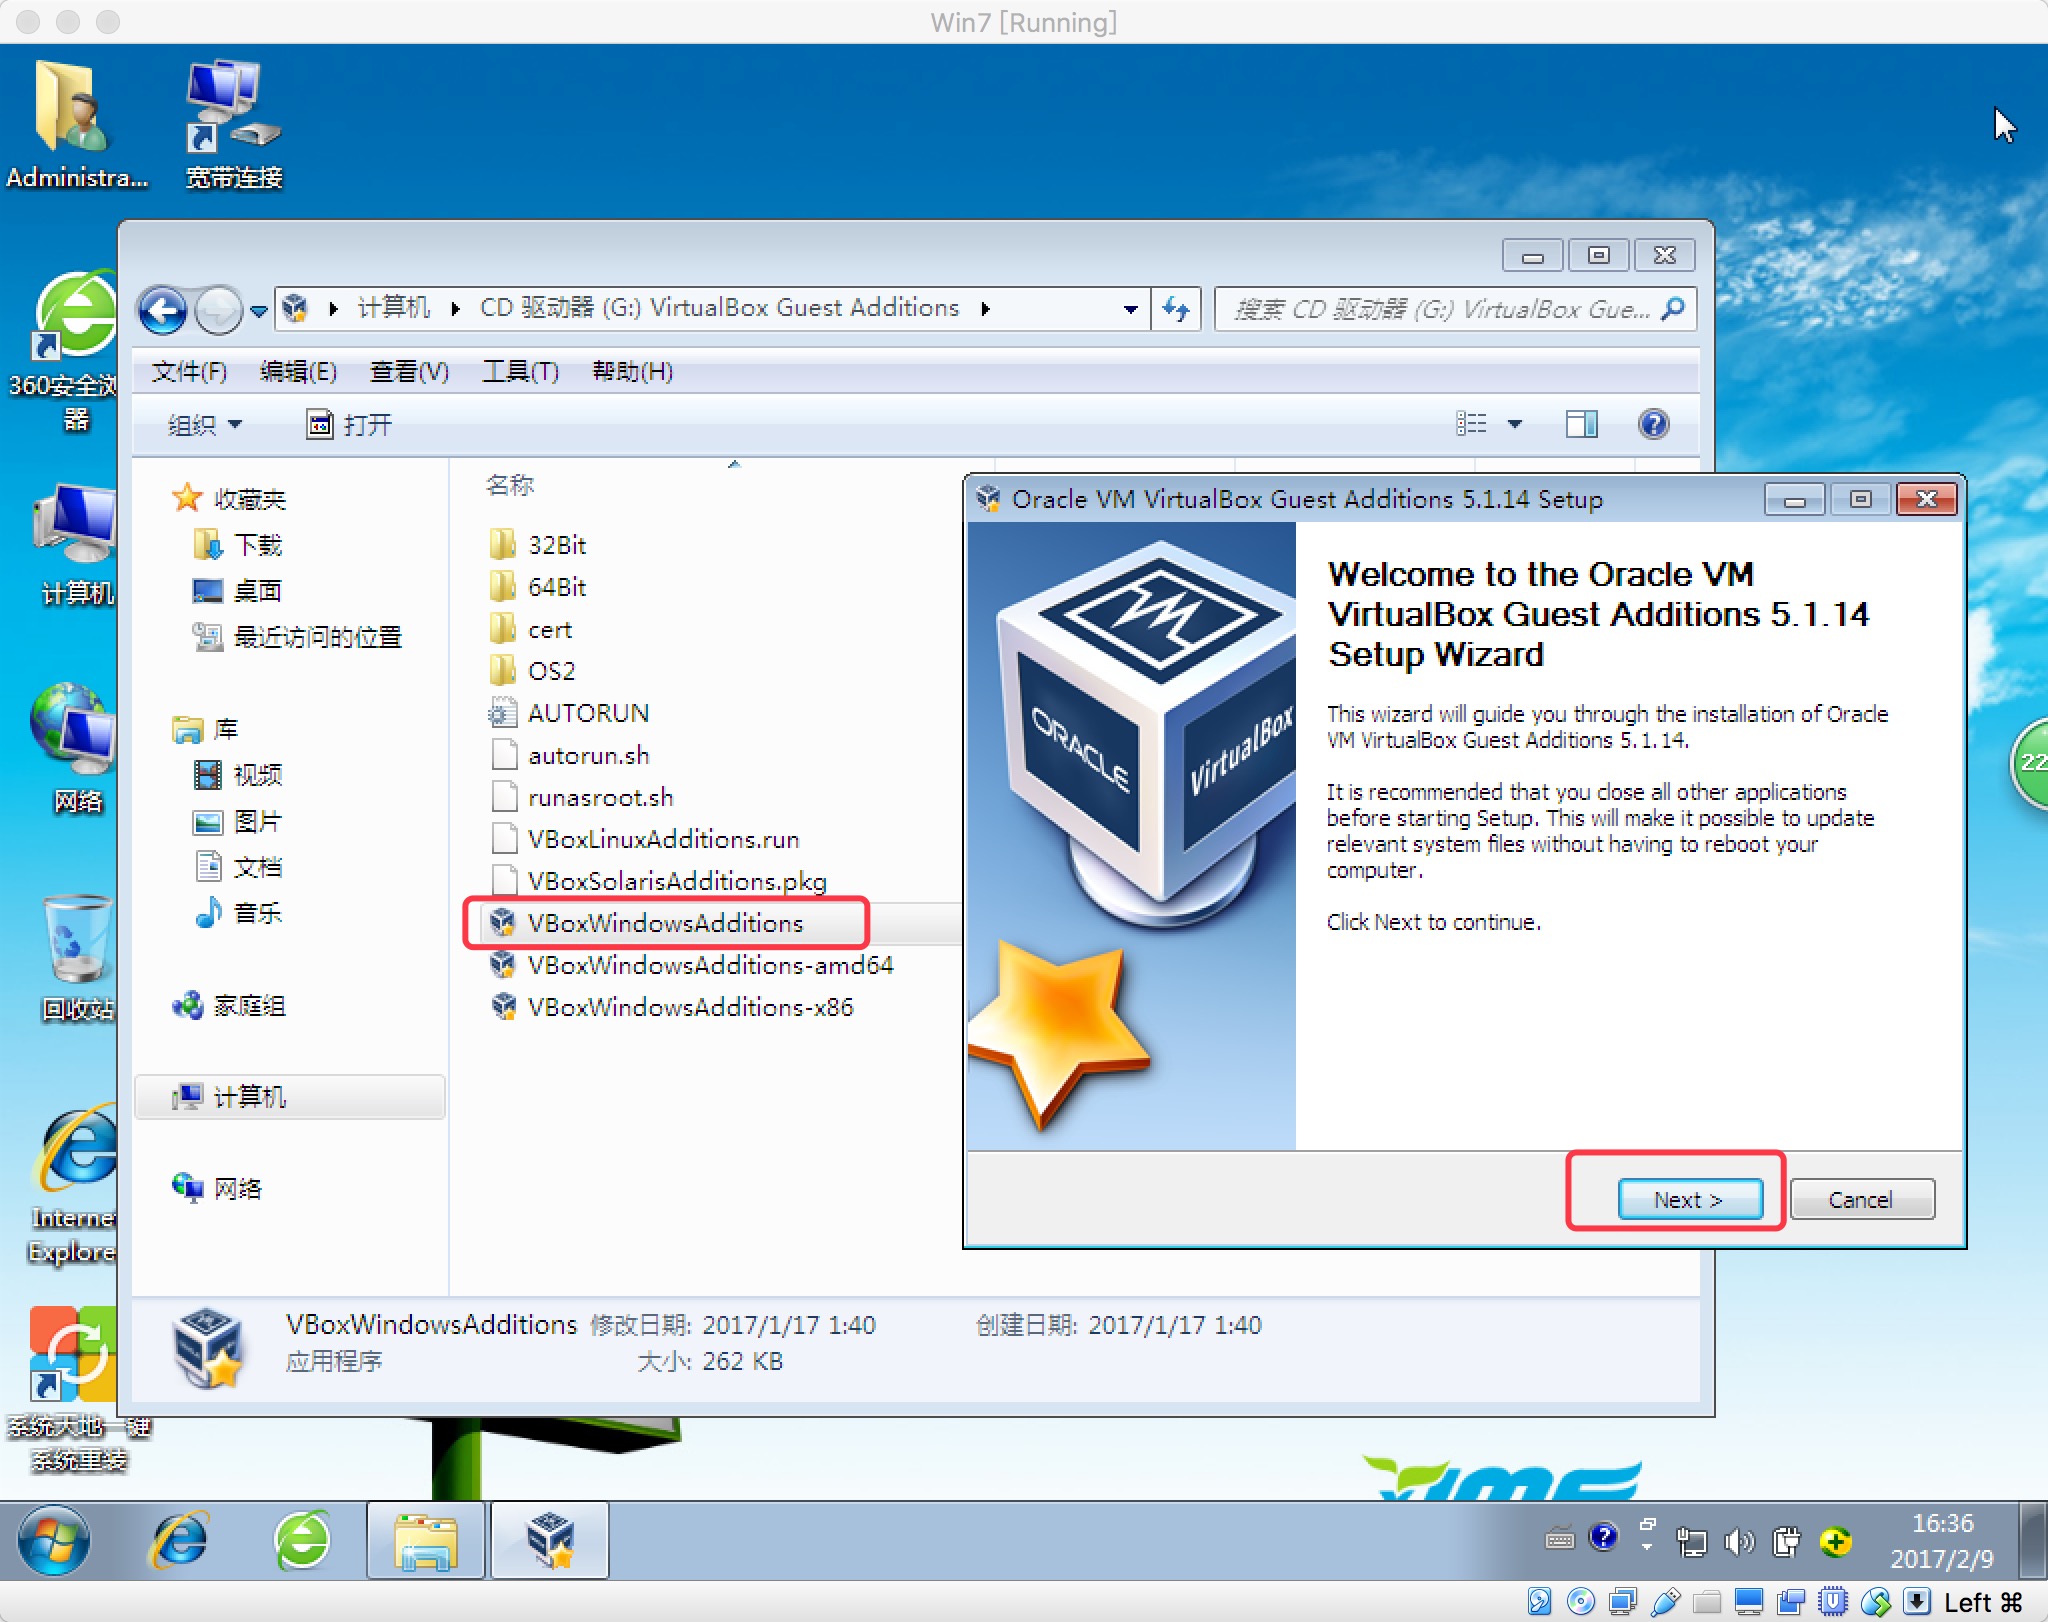 Win7 [Running]
Administra...
宽带连接
360安全浏
器
计算机
网络
回收站
Internet
Explore
系统天地一键
系统重装
计算机
CD 驱动器 (G:) VirtualBox Guest Additions
搜索 CD 驱动器 (G:) VirtualBox Gue...
文件(F) 编辑(E) 查看(V) 工具(T) 帮助(H)
组织 打开
收藏夹
下载
桌面
最近访问的位置
库
视频
图片
文档
音乐
家庭组
计算机
网络
名称
32Bit
64Bit
cert
OS2
AUTORUN
autorun.sh
runasroot.sh
VBoxLinuxAdditions.run
VBoxSolarisAdditions.pkg
VBoxWindowsAdditions
VBoxWindowsAdditions-amd64
VBoxWindowsAdditions-x86
Oracle VM VirtualBox Guest Additions 5.1.14 Setup
ORACLE
VirtualBox
Welcome to the Oracle VM
VirtualBox Guest Additions 5.1.14
Setup Wizard
This wizard will guide you through the installation of Oracle
VM VirtualBox Guest Additions 5.1.14.
It is recommended that you close all other applications
before starting Setup. This will make it possible to update
relevant system files without having to reboot your
computer.
Click Next to continue.
Next >
Cancel
22
VBoxWindowsAdditions 修改日期: 2017/1/17 1:40 创建日期: 2017/1/17 1:40
应用程序 大小: 262 KB
16:36
2017/2/9
Left ⌘